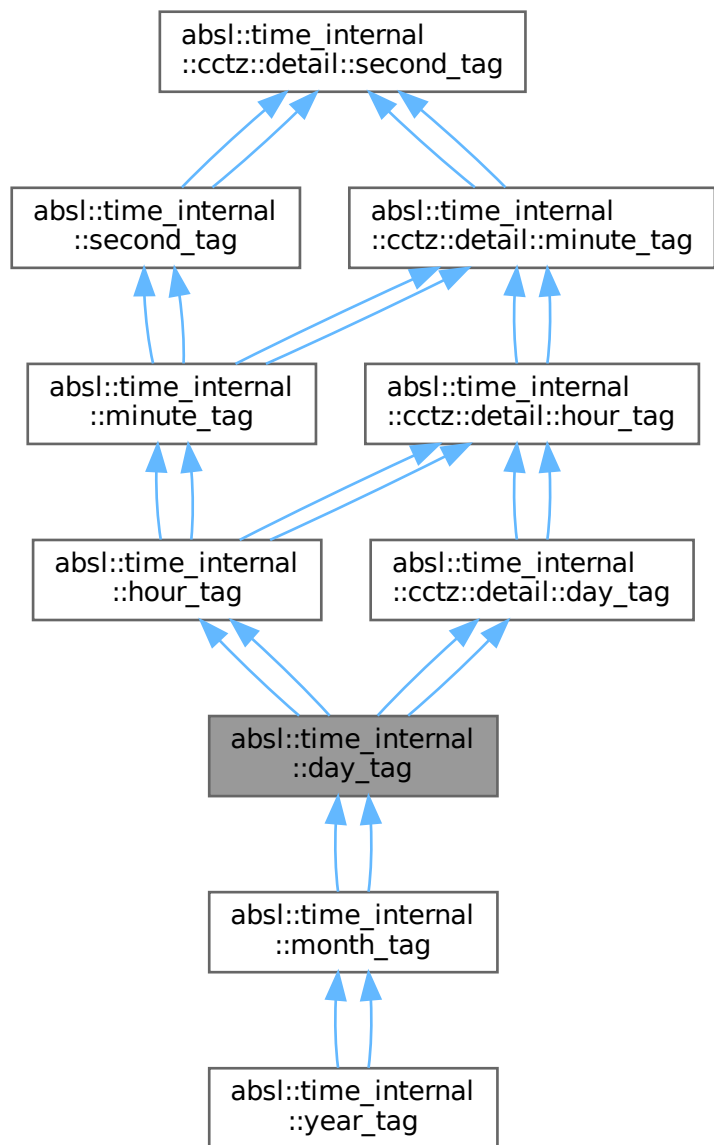 absl::time_internal
::cctz::detail::second_tag
absl::time_internal
::second_tag
absl::time_internal
::cctz::detail::minute_tag
absl::time_internal
::minute_tag
absl::time_internal
::cctz::detail::hour_tag
absl::time_internal
::hour_tag
absl::time_internal
::cctz::detail::day_tag
absl::time_internal
::day_tag
absl::time_internal
::month_tag
absl::time_internal
::year_tag